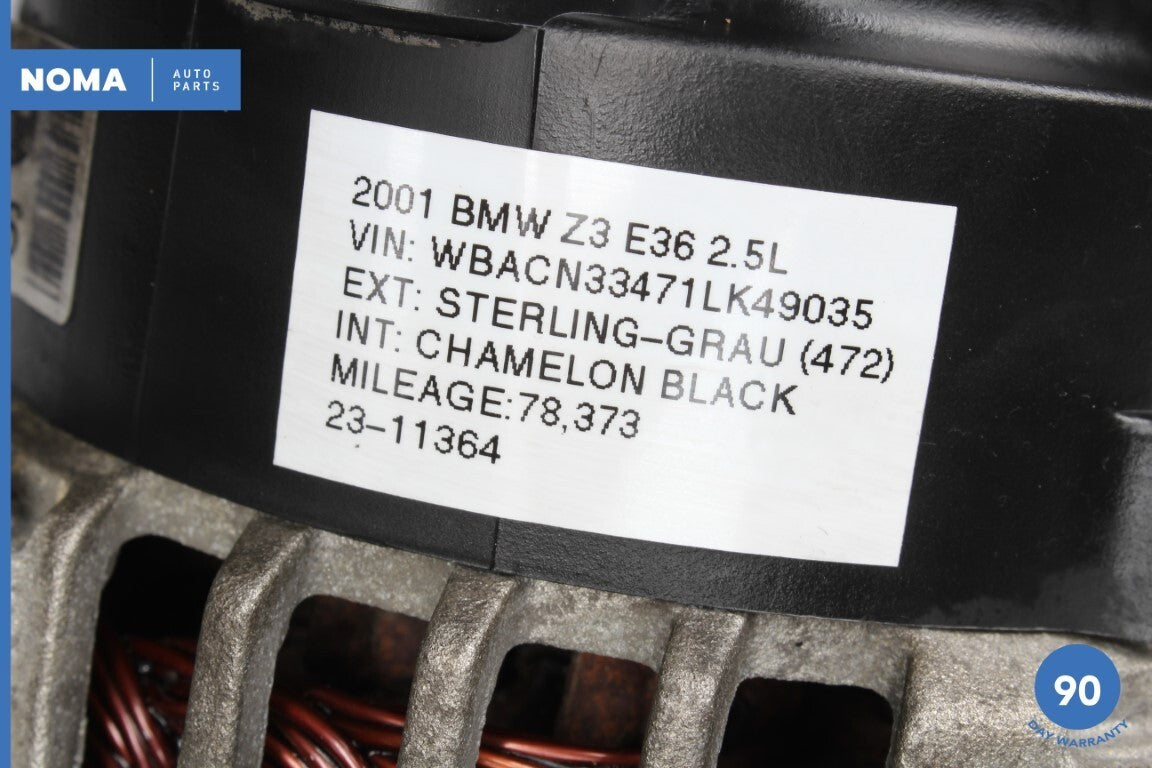 NOMA
AUTO
PARTS
2001 BMW Z3 E36 2.5L
VIN: WBACN33471LK49035
EXT: STERLING-GRAU (472)
INT: CHAMELON BLACK
MILEAGE:78,373
23-11364
90
DAY WARRANTY